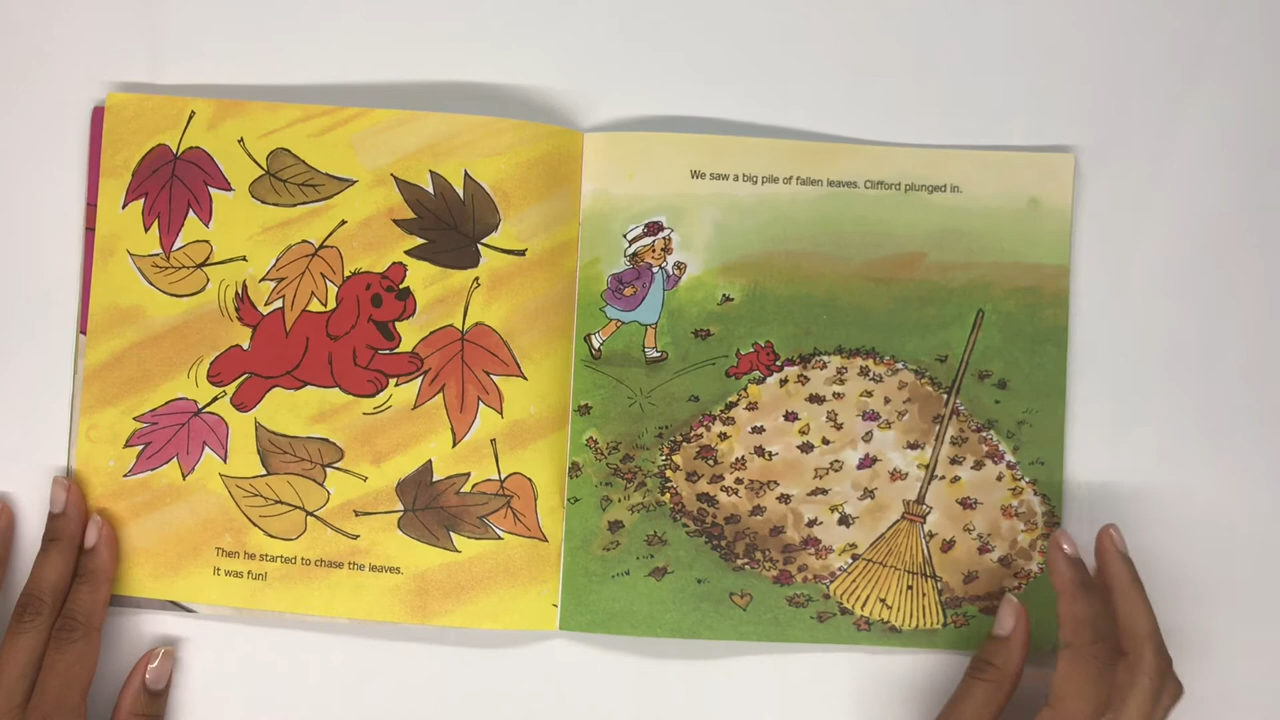 Then he started to chase the leaves.
It was fun!
We saw a big pile of fallen leaves. Clifford plunged in.